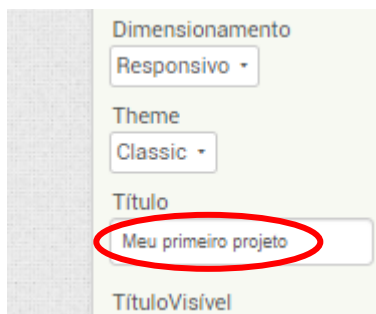 Dimensionamento
Responsivo
Theme
Classic
Título
Meu primeiro projeto
TítuloVisível